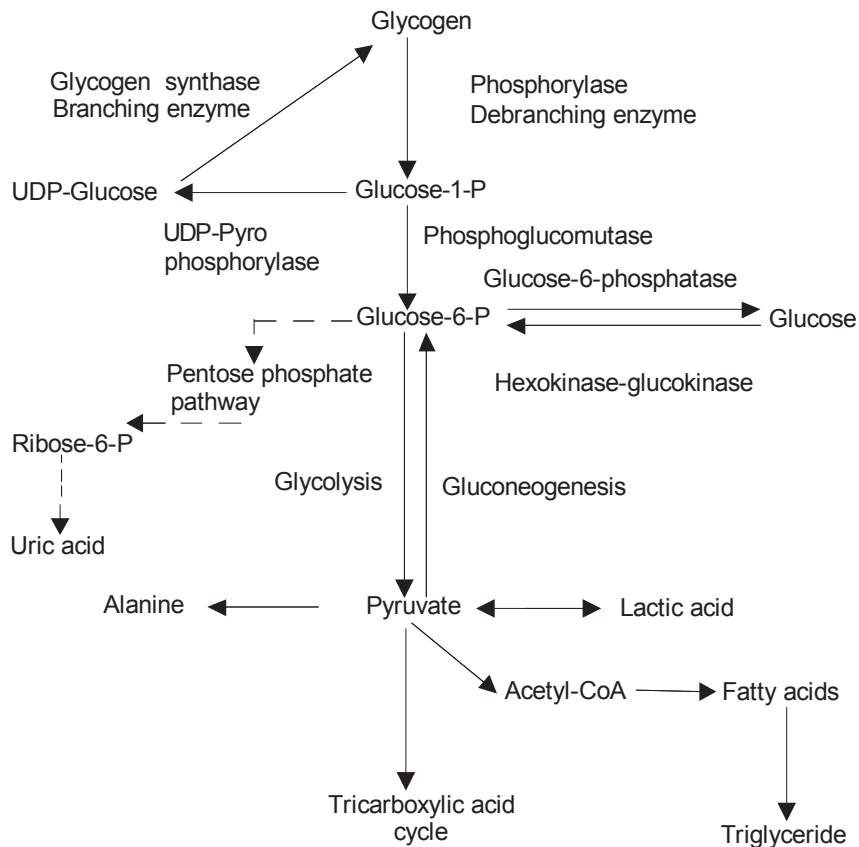 Glycogen
Glycogen synthase
Branching enzyme
Phosphorylase
Debranching enzyme
UDP-Glucose
Glucose-1-P
UDP-Pyro
phosphorylase
Phosphoglucomutase
Glucose-6-phosphatase
Glucose-6-P
Glucose
Hexokinase-glucokinase
Pentose phosphate
pathway
Ribose-6-P
Glycolysis
Gluconeogenesis
Uric acid
Alanine
Pyruvate
Lactic acid
Acetyl-CoA
Fatty acids
Tricarboxylic acid
cycle
Triglyceride